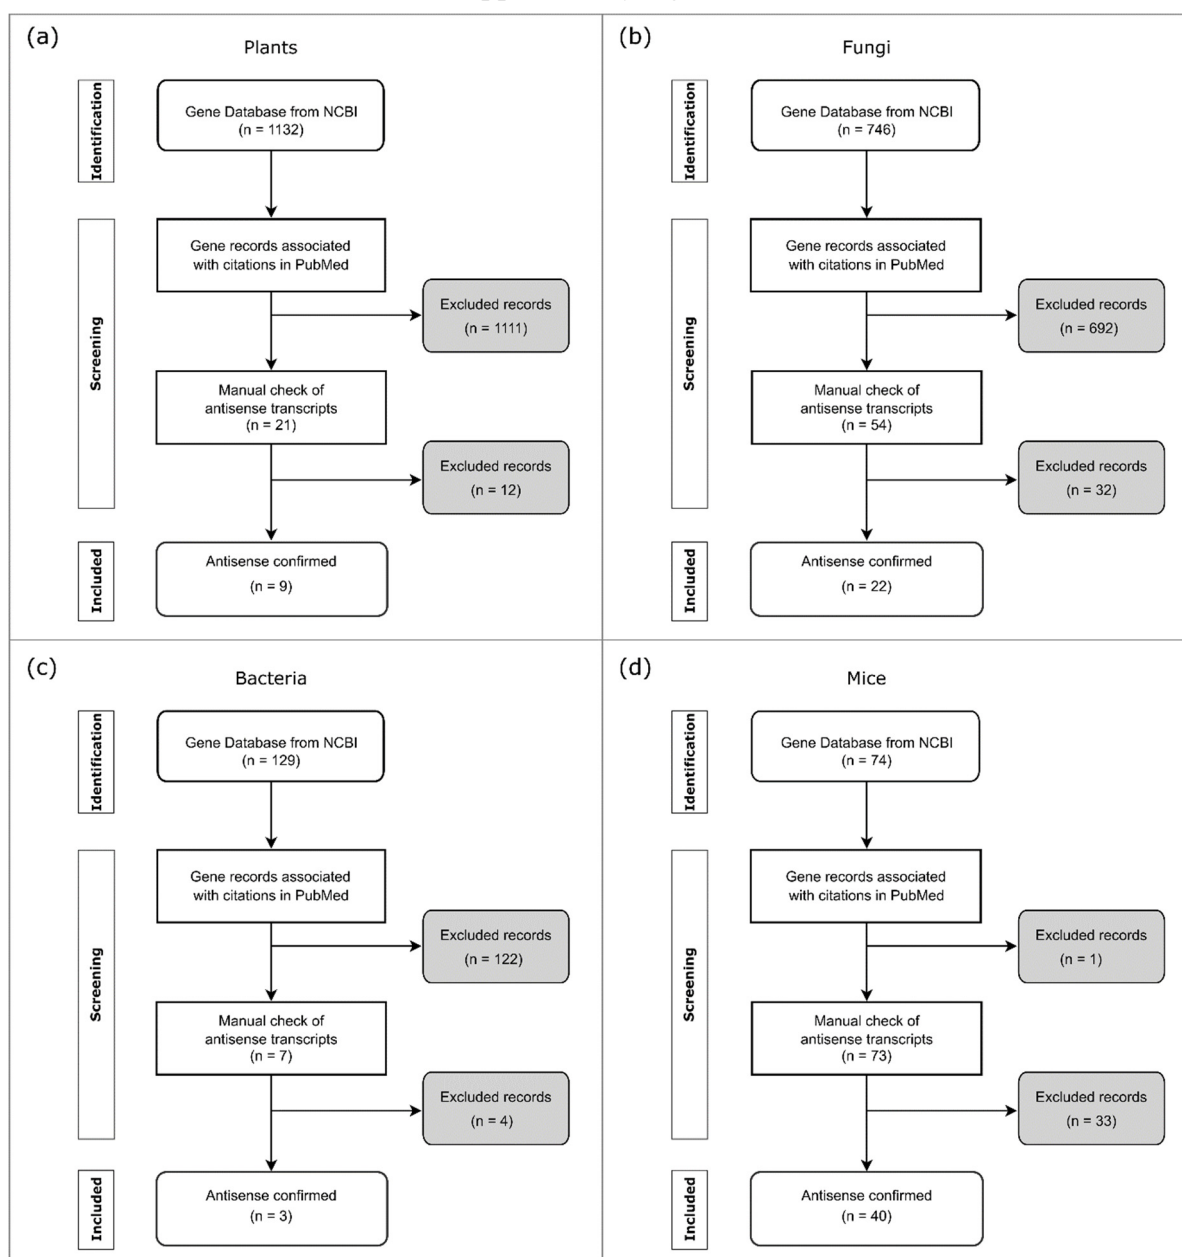 (a)
Plants
Identification
Gene Database from NCBI
(n = 1132)
Screening
Gene records associated
with citations in PubMed
Excluded records
(n = 1111)
Manual check of
antisense transcripts
(n = 21)
Excluded records
(n = 12)
Included
Antisense confirmed
(n = 9)
(b)
Fungi
Identification
Gene Database from NCBI
(n = 746)
Screening
Gene records associated
with citations in PubMed
Excluded records
(n = 692)
Manual check of
antisense transcripts
(n = 54)
Excluded records
(n = 32)
Included
Antisense confirmed
(n = 22)
(c)
Bacteria
Identification
Gene Database from NCBI
(n = 129)
Screening
Gene records associated
with citations in PubMed
Excluded records
(n = 122)
Manual check of
antisense transcripts
(n = 7)
Excluded records
(n = 4)
Included
Antisense confirmed
(n = 3)
(d)
Mice
Identification
Gene Database from NCBI
(n = 74)
Screening
Gene records associated
with citations in PubMed
Excluded records
(n = 1)
Manual check of
antisense transcripts
(n = 73)
Excluded records
(n = 33)
Included
Antisense confirmed
(n = 40)